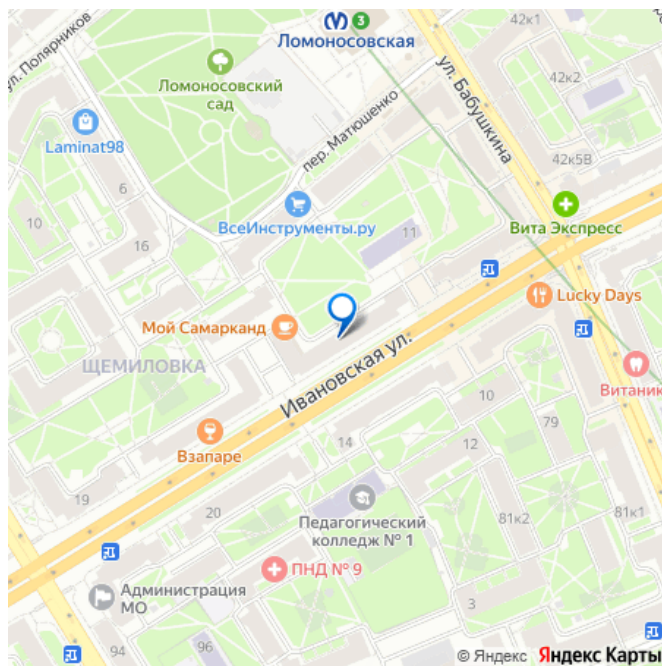 42к1
3
Ломоносовская
ул. Полярников
42к2
Ломоносовский
сад
ул. Бабушкина
пер. Матюшенко
Laminat98
42к5В
6
10
ВсеИнструменты.ру
Вита Экспресс
11
16
Lucky Days
Мой Самарканд
ЩЕМИЛОВКА
Ивановская ул.
Витаник
10
Взапаре
79
14
12
19
20
Педагогический
колледж № 1
81к2
81к1
ПНД № 9
Администрация
МО
3
94
96
© Яндекс Яндекс Карты